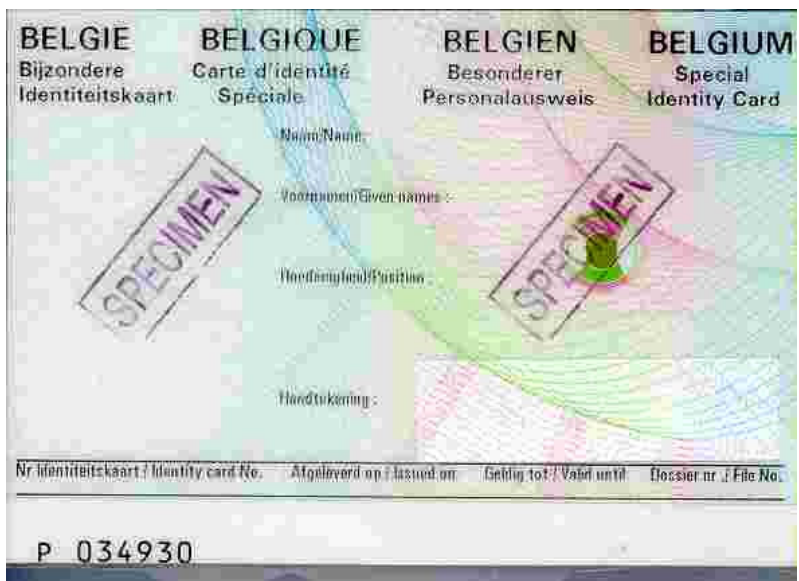 BELGIE BELGIQUE BELGIEN BELGIUM
Bijzondere Carte d'identité Besonderer Special
Identiteitskaart Spéciale Personalausweis Identity Card
Naam/Name:
Voornamen/Given names :
SPECIMEN SPECIMEN
Hoedanigheid/Position
Handtekening :
Nr Identiteitskaart / Identity card No. Afgeleverd op / Issued on Geldig tot / Valid until Dossier nr ./ File No.
P 034930